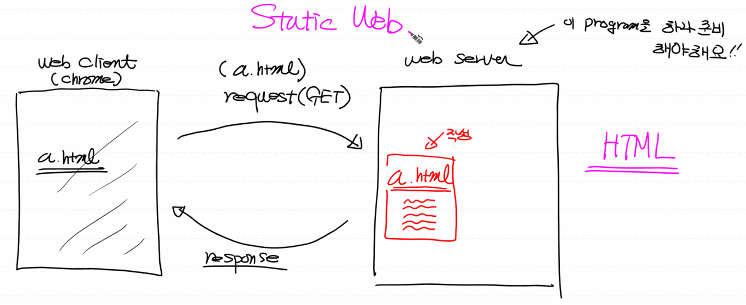 Static Web
이 program을 하나 준비
해야해요!!
web client
(chrome)
(a.html)
request(GET)
web server
작성
a.html
a.html
HTML
response